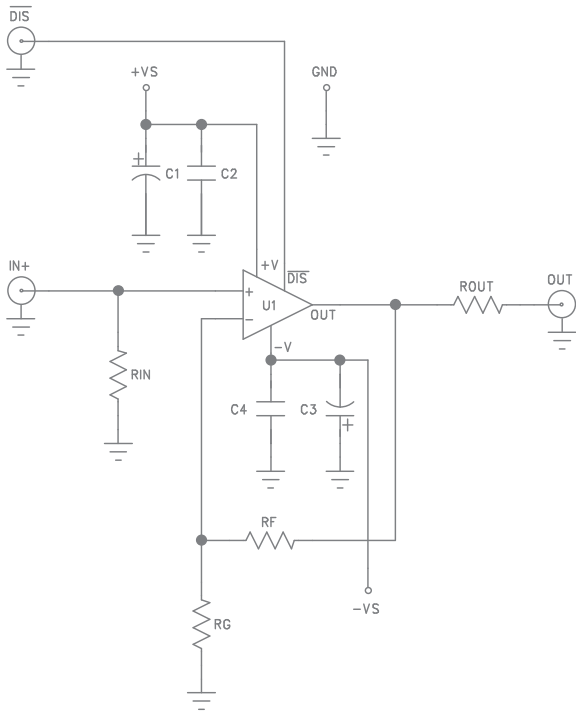 DIS
+VS
GND
+
C1
C2
IN+
+V
DIS
+
U1
−
OUT
ROUT
OUT
−V
RIN
C4
C3
+
RF
−VS
RG